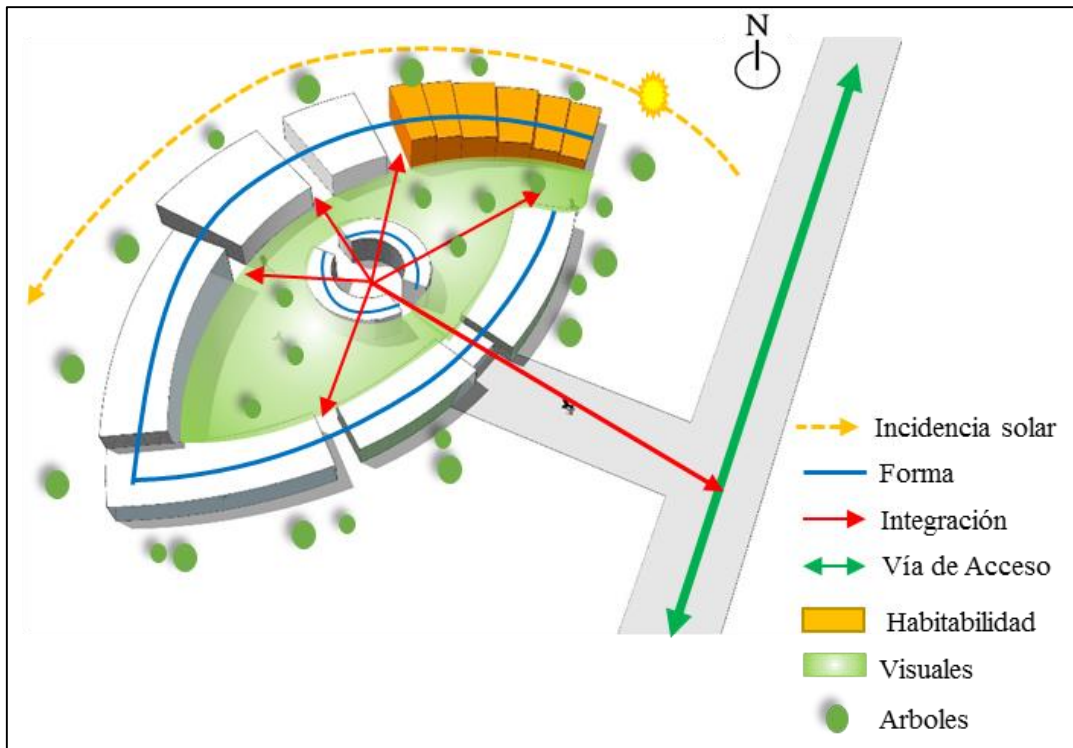 N
Incidencia solar
Forma
Integración
Vía de Acceso
Habitabilidad
Visuales
Arboles